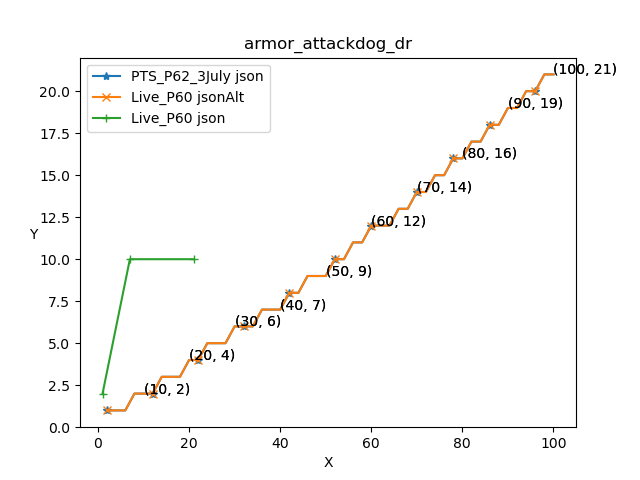 armor_attackdog_dr
PTS_P62_3July json
Live_P60 jsonAlt
Live_P60 json
(100, 21)
(90, 19)
(80, 16)
(70, 14)
(60, 12)
(50, 9)
(40, 7)
(30, 6)
(20, 4)
(10, 2)
20.0
17.5
15.0
12.5
10.0
7.5
5.0
2.5
0.0
Y
0 20 40 60 80 100
X